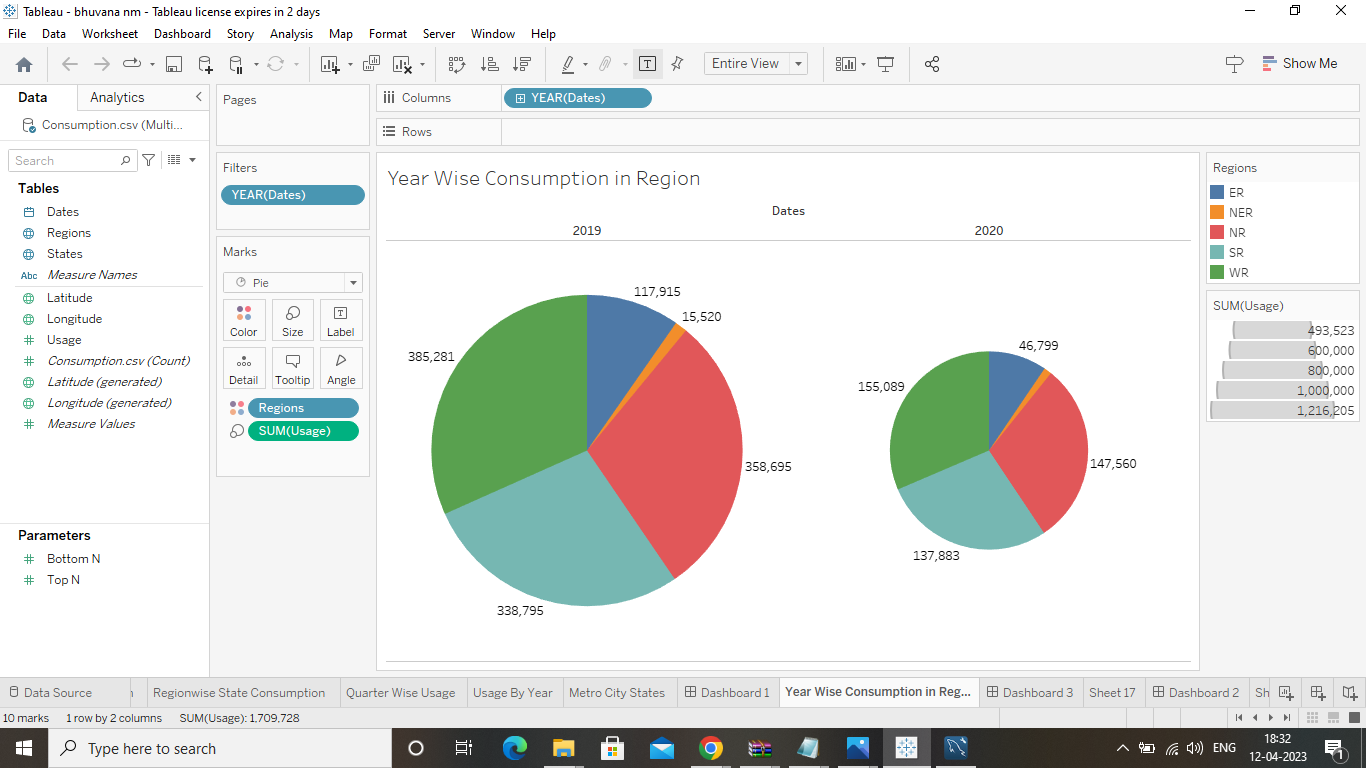 Tableau - bhuvana nm - Tableau license expires in 2 days
File Data Worksheet Dashboard Story Analysis Map Format Server Window Help
Entire View
Show Me
Data Analytics
Consumption.csv (Multi...
Search
Tables
Dates
Regions
States
Abc Measure Names
Latitude
Longitude
Usage
Consumption.csv (Count)
Latitude (generated)
Longitude (generated)
Measure Values
Parameters
Bottom N
Top N
Pages
Filters
YEAR(Dates)
Marks
Pie
Color Size Label
Detail Tooltip Angle
Regions
SUM(Usage)
Columns YEAR(Dates)
Rows
Year Wise Consumption in Region
Dates
2019 2020
117,915
15,520
385,281
358,695
338,795
46,799
155,089
147,560
137,883
Regions
ER
NER
NR
SR
WR
SUM(Usage)
493,523
600,000
800,000
1,000,000
1,216,205
Data Source Regionwise State Consumption Quarter Wise Usage Usage By Year Metro City States Dashboard 1 Year Wise Consumption in Reg... Dashboard 3 Sheet 17 Dashboard 2 Sh
10 marks 1 row by 2 columns SUM(Usage): 1,709,728
Type here to search
ENG
18:32
12-04-2023
1